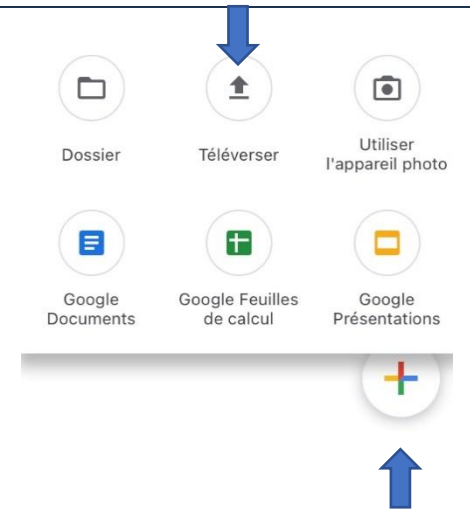 Dossier
Téléverser
Utiliser
l'appareil photo
Google
Documents
Google Feuilles
de calcul
Google
Présentations